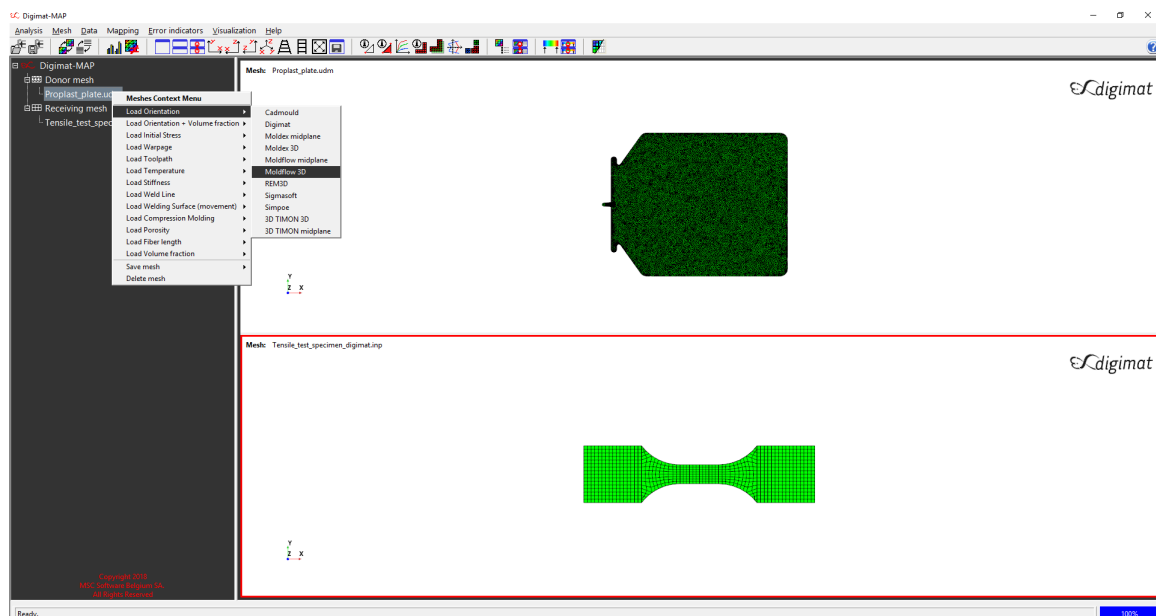 Digimat-MAP
Analysis Mesh Data Mapping Error indicators Visualization Help
Digimat-MAP
Donor mesh
Proplast_plate.ud
Receiving mesh
Tensile_test_spec
Meshes Context Menu
Load Orientation
Load Orientation + Volume fraction
Load Initial Stress
Load Warpage
Load Toolpath
Load Temperature
Load Stiffness
Load Weld Line
Load Welding Surface (movement)
Load Compression Molding
Load Porosity
Load Fiber length
Load Volume fraction
Save mesh
Delete mesh
Cadmould
Digimat
Moldex midplane
Moldex 3D
Moldflow midplane
Moldflow 3D
REM3D
Sigmasoft
Simpoe
3D TIMON 3D
3D TIMON midplane
Mesh: Proplast_plate.udm
digimat
Y
Z X
Mesh: Tensile_test_specimen_digimat.inp
digimat
Y
Z X
Copyright 2018
MSC Software Belgium SA.
All Rights Reserved
Ready.
100%